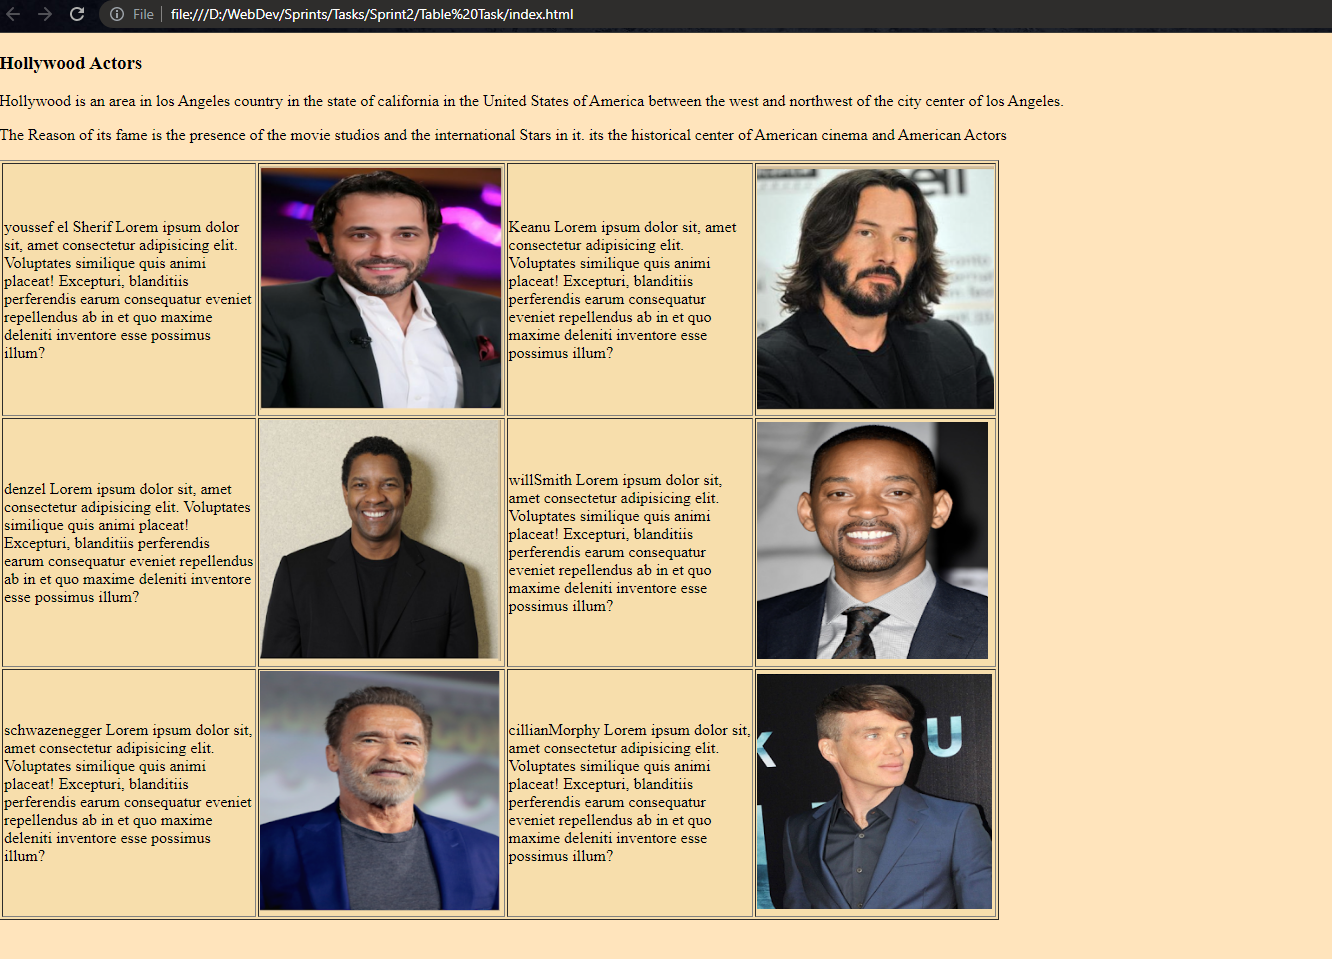 File file:///D:/WebDev/Sprints/Tasks/Sprint2/Table%20Task/index.html
Hollywood Actors
Hollywood is an area in los Angeles country in the state of california in the United States of America between the west and northwest of the city center of los Angeles.
The Reason of its fame is the presence of the movie studios and the international Stars in it. its the historical center of American cinema and American Actors
youssef el Sherif Lorem ipsum dolor
sit, amet consectetur adipisicing elit.
Voluptates similique quis animi
placeat! Excepturi, blanditiis
perferendis earum consequatur eveniet
repellendus ab in et quo maxime
deleniti inventore esse possimus
illum?
Keanu Lorem ipsum dolor sit, amet
consectetur adipisicing elit.
Voluptates similique quis animi
placeat! Excepturi, blanditiis
perferendis earum consequatur
eveniet repellendus ab in et quo
maxime deleniti inventore esse
possimus illum?
denzel Lorem ipsum dolor sit, amet
consectetur adipisicing elit. Voluptates
similique quis animi placeat!
Excepturi, blanditiis perferendis
earum consequatur eveniet repellendus
ab in et quo maxime deleniti inventore
esse possimus illum?
willSmith Lorem ipsum dolor sit,
amet consectetur adipisicing elit.
Voluptates similique quis animi
placeat! Excepturi, blanditiis
perferendis earum consequatur
eveniet repellendus ab in et quo
maxime deleniti inventore esse
possimus illum?
schwazenegger Lorem ipsum dolor sit,
amet consectetur adipisicing elit.
Voluptates similique quis animi
placeat! Excepturi, blanditiis
perferendis earum consequatur eveniet
repellendus ab in et quo maxime
deleniti inventore esse possimus
illum?
cillianMorphy Lorem ipsum dolor sit,
amet consectetur adipisicing elit.
Voluptates similique quis animi
placeat! Excepturi, blanditiis
perferendis earum consequatur
eveniet repellendus ab in et quo
maxime deleniti inventore esse
possimus illum?
U